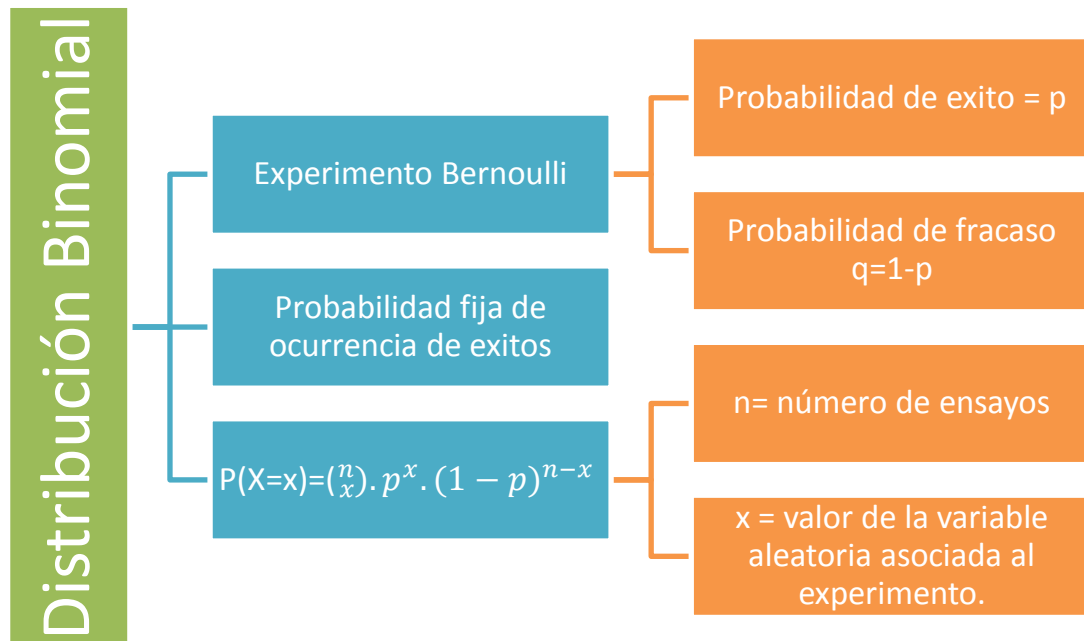 Distribución Binomial
Experimento Bernoulli
Probabilidad de exito = p
Probabilidad de fracaso
q=1-p
Probabilidad fija de
ocurrencia de exitos
P(X=x)=(n x). p^x. (1 − p)^{n−x}
n= número de ensayos
x = valor de la variable
aleatoria asociada al
experimento.